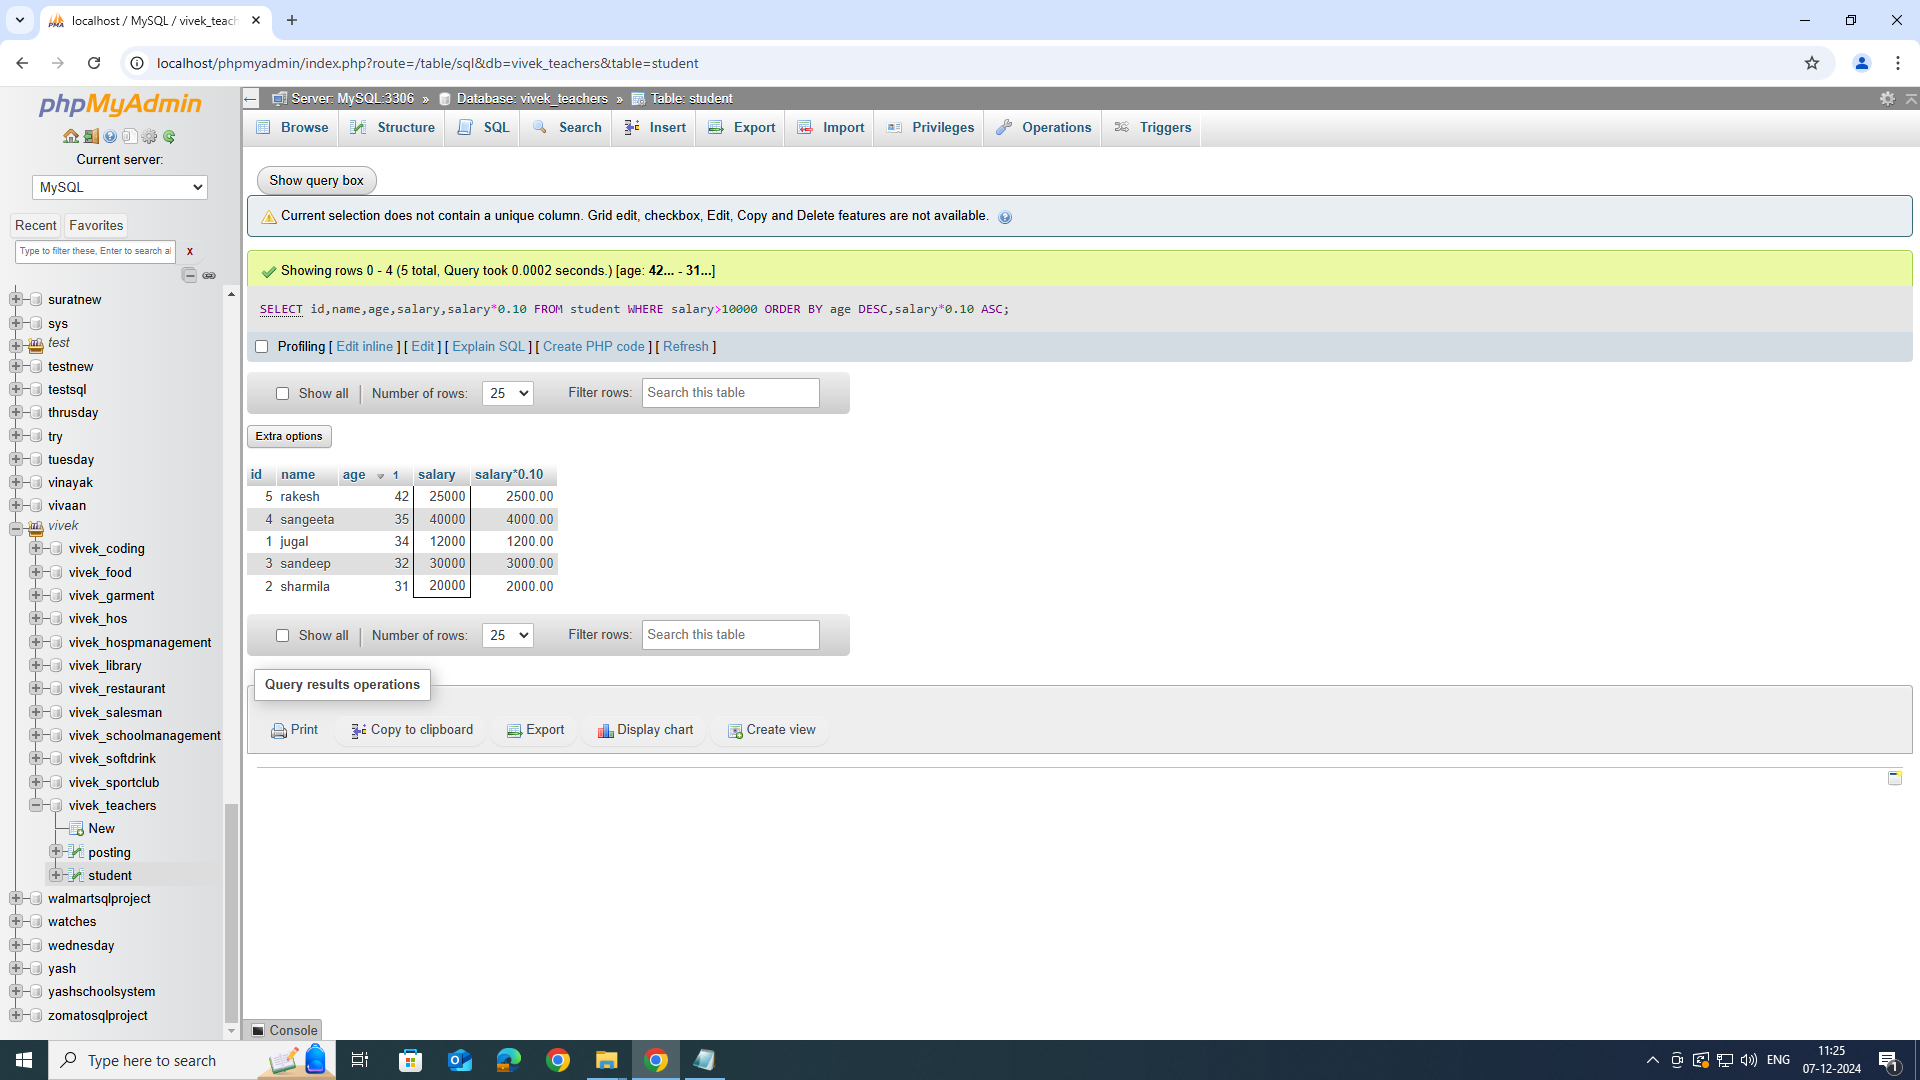 localhost / MySQL / vivek_teach
localhost/phpmyadmin/index.php?route=/table/sql&db=vivek_teachers&table=student
phpMyAdmin
Current server:
MySQL
Recent Favorites
Type to filter these, Enter to search al X
suratnew
sys
test
testnew
testsql
thrusday
try
tuesday
vinayak
vivaan
vivek
vivek_coding
vivek_food
vivek_garment
vivek_hos
vivek_hospmanagement
vivek_library
vivek_restaurant
vivek_salesman
vivek_schoolmanagement
vivek_softdrink
vivek_sportclub
vivek_teachers
New
posting
student
walmartsqlproject
watches
wednesday
yash
yashschoolsystem
zomatosqlproject
Server: MySQL:3306 » Database: vivek_teachers » Table: student
Browse Structure SQL Search Insert Export Import Privileges Operations Triggers
Show query box
Current selection does not contain a unique column. Grid edit, checkbox, Edit, Copy and Delete features are not available.
Showing rows 0 - 4 (5 total, Query took 0.0002 seconds.) [age: 42... - 31...]
SELECT id,name,age,salary,salary*0.10 FROM student WHERE salary>10000 ORDER BY age DESC,salary*0.10 ASC;
Profiling [ Edit inline ] [ Edit ] [ Explain SQL ] [ Create PHP code ] [ Refresh ]
Show all Number of rows: 25 Filter rows: Search this table
Extra options
id name age 1 salary salary*0.10
5 rakesh 42 25000 2500.00
4 sangeeta 35 40000 4000.00
1 jugal 34 12000 1200.00
3 sandeep 32 30000 3000.00
2 sharmila 31 20000 2000.00
Show all Number of rows: 25 Filter rows: Search this table
Query results operations
Print Copy to clipboard Export Display chart Create view
Console
Type here to search
ENG
11:25
07-12-2024
1